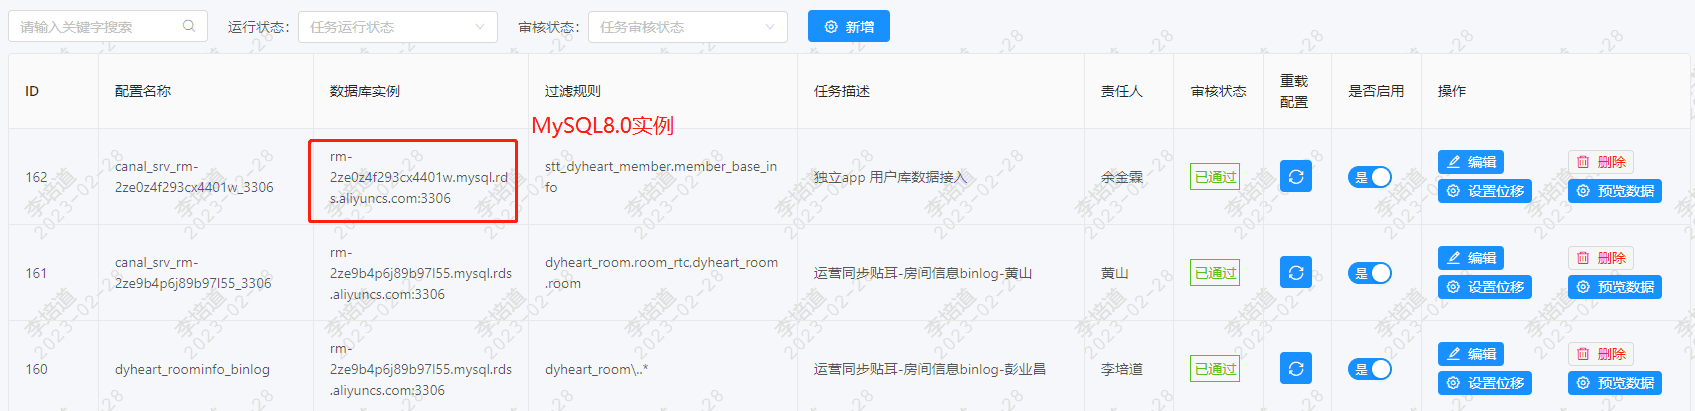 请输入关键字搜索 运行状态: 任务运行状态 审核状态: 任务审核状态 新增
ID 配置名称 数据库实例 过滤规则 任务描述 责任人 审核状态 重载 是否启用 操作
配置
MySQL8.0实例
162 canal_srv_rm- rm- stt_dyheart_member.member_base_in 独立app 用户库数据接入 余金霖 已通过 是 编辑 删除
2ze0z4f293cx4401w_3306 2ze0z4f293cx4401w.mysql.rd fo 设置位移 预览数据
s.aliyuncs.com:3306
161 canal_srv_rm- rm- dyheart_room.room_rtc,dyheart_room 运营同步贴耳-房间信息binlog-黄山 黄山 已通过 是 编辑 删除
2ze9b4p6j89b97l55_3306 2ze9b4p6j89b97l55.mysql.rds .room 设置位移 预览数据
.aliyuncs.com:3306
160 dyheart_roominfo_binlog rm- dyheart_room\..* 运营同步贴耳-房间信息binlog-彭业昌 李培道 已通过 是 编辑 删除
2ze9b4p6j89b97l55.mysql.rds 设置位移 预览数据
.aliyuncs.com:3306
李培道
2023-02-28